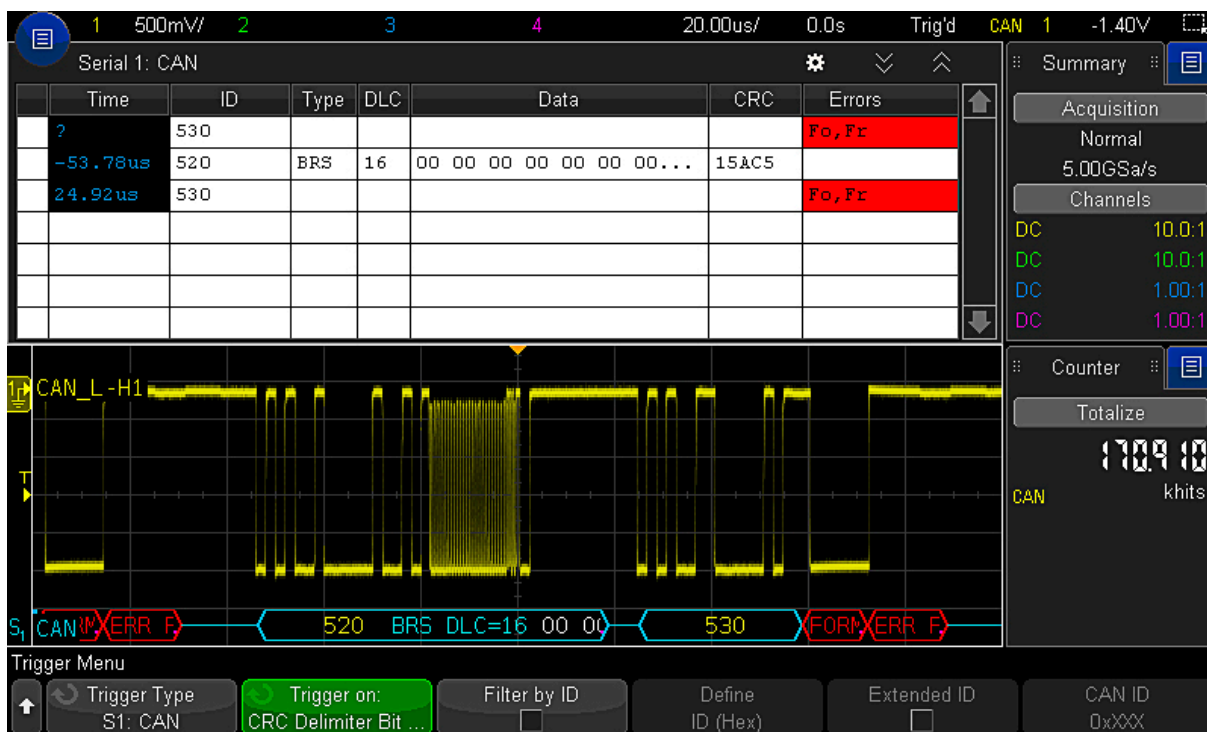 1 500mV/ 2 3 4 20.00us/ 0.0s Trig'd CAN 1 -1.40V
Serial 1: CAN
Time ID Type DLC Data CRC Errors
? 530 Fo,Fr
-53.78us 520 BRS 16 00 00 00 00 00 00 00... 15AC5
24.92us 530 Fo,Fr
Summary
Acquisition
Normal
5.00GSa/s
Channels
DC 10.0:1
DC 10.0:1
DC 1.00:1
DC 1.00:1
CAN_L-H1
T
Counter
Totalize
170.910
CAN khits
S1 CAN ERR F 520 BRS DLC=16 00 00 530 FORM ERR F
Trigger Menu
Trigger Type Trigger on: Filter by ID Define Extended ID CAN ID
S1: CAN CRC Delimiter Bit ... ID (Hex) 0xXXX